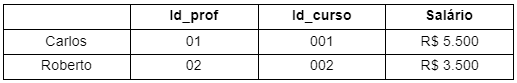 Id_prof Id_curso Salário
Carlos 01 001 R$ 5.500
Roberto 02 002 R$ 3.500